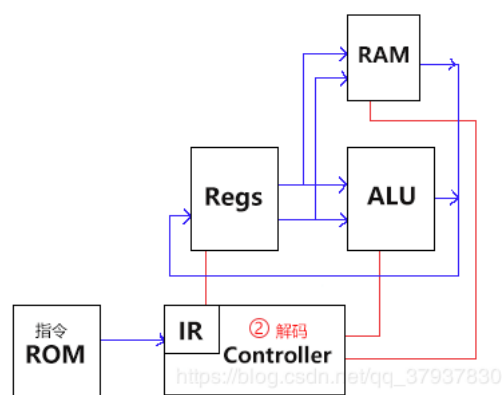 RAM
Regs
ALU
指令
ROM
IR
② 解码
Controller
https://blog.csdn.net/qq_37937830